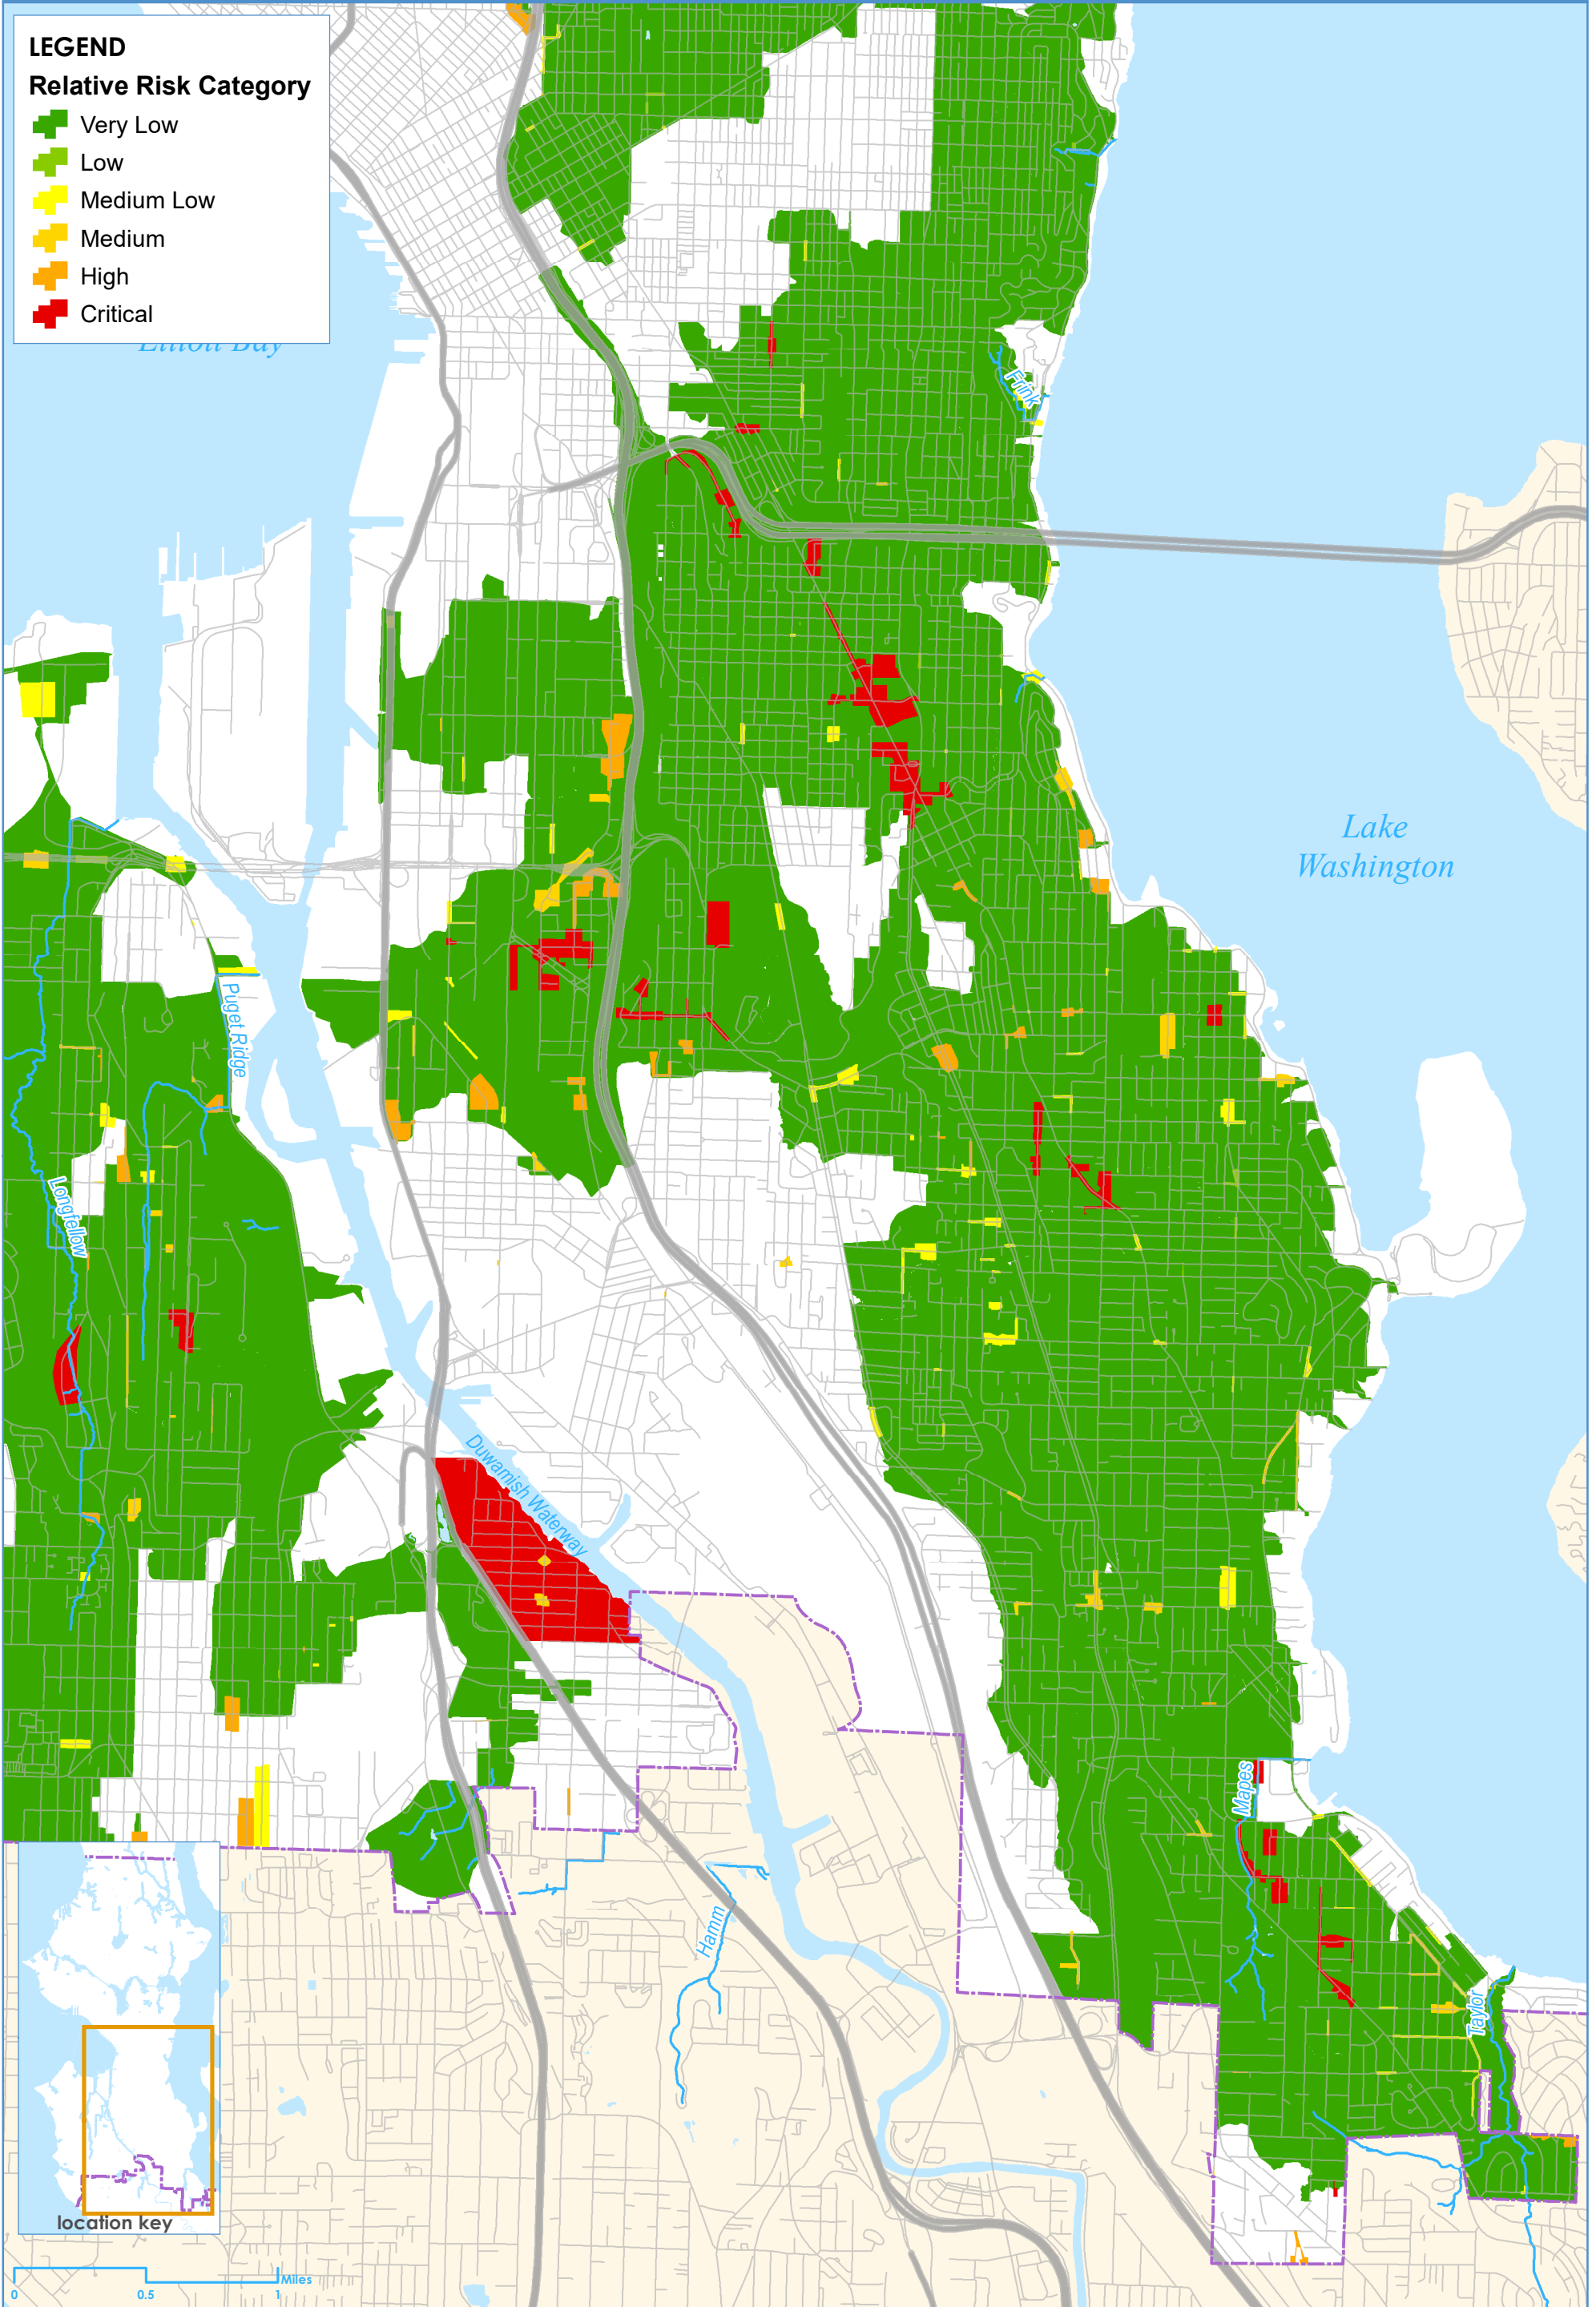 LEGEND
Relative Risk Category
Very Low
Low
Medium Low
Medium
High
Critical
Elliott Bay
Frink
Lake
Washington
Puget Ridge
Longfellow
Duwamish Waterway
Mapes
Hamm
Taylor
location key
Miles
0 0.5 1